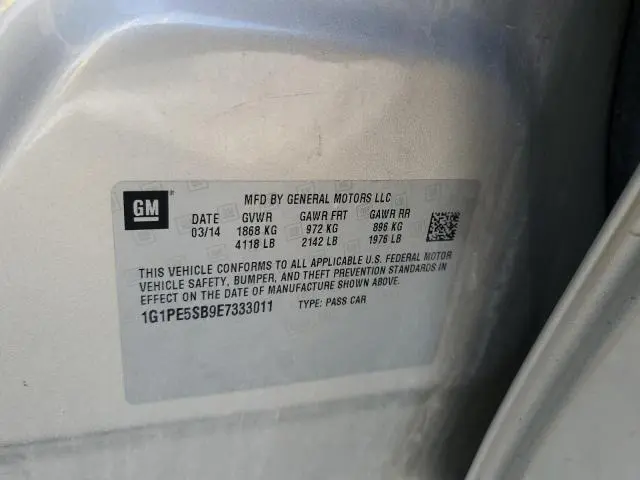 GM
MFD BY GENERAL MOTORS LLC
DATE GVWR GAWR FRT GAWR RR
03/14 1868 KG 972 KG 896 KG
4118 LB 2142 LB 1976 LB
THIS VEHICLE CONFORMS TO ALL APPLICABLE U.S. FEDERAL MOTOR
VEHICLE SAFETY, BUMPER, AND THEFT PREVENTION STANDARDS IN
EFFECT ON THE DATE OF MANUFACTURE SHOWN ABOVE.
1G1PE5SB9E7333011 TYPE: PASS CAR